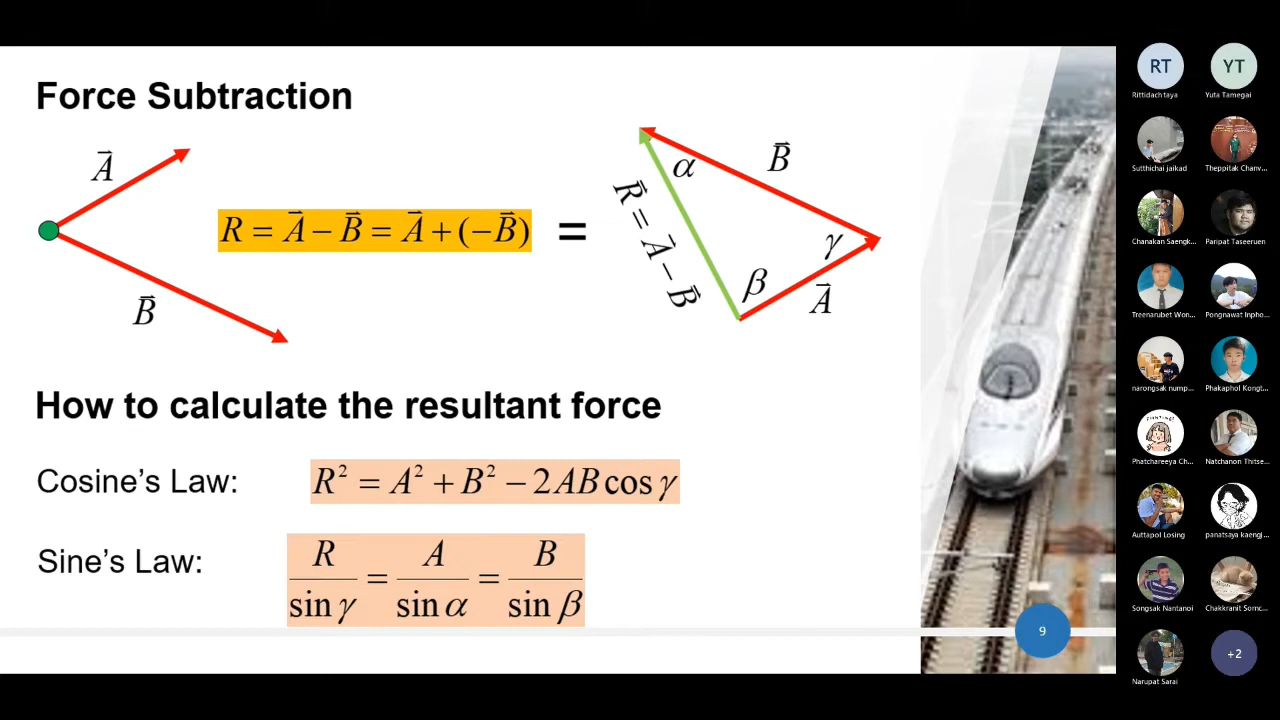 Force Subtraction
A⃗
B⃗
R = A⃗ − B⃗ = A⃗ + (−B⃗)
=
α
B⃗
R⃗ = A⃗ − B⃗
γ
β
A⃗
How to calculate the resultant force
Cosine's Law: R² = A² + B² − 2AB cos γ
Sine's Law: R / sin γ = A / sin α = B / sin β
9
RT
YT
Rittidach taya
Yuta Tamegai
Sutthichai jaikad
Theppitak Chanv...
Chanakan Saengk...
Paripat Taseeruen
Treenarubet Won...
Pongnawat Inpho...
narongsak nump...
Phakaphol Kongt...
Phatchareeya Ch...
Natchanon Thitse...
Auttapol Losing
panatsaya kaengj...
Songsak Nantanoi
Chakkranit Sornc...
Narupat Sarai
+2